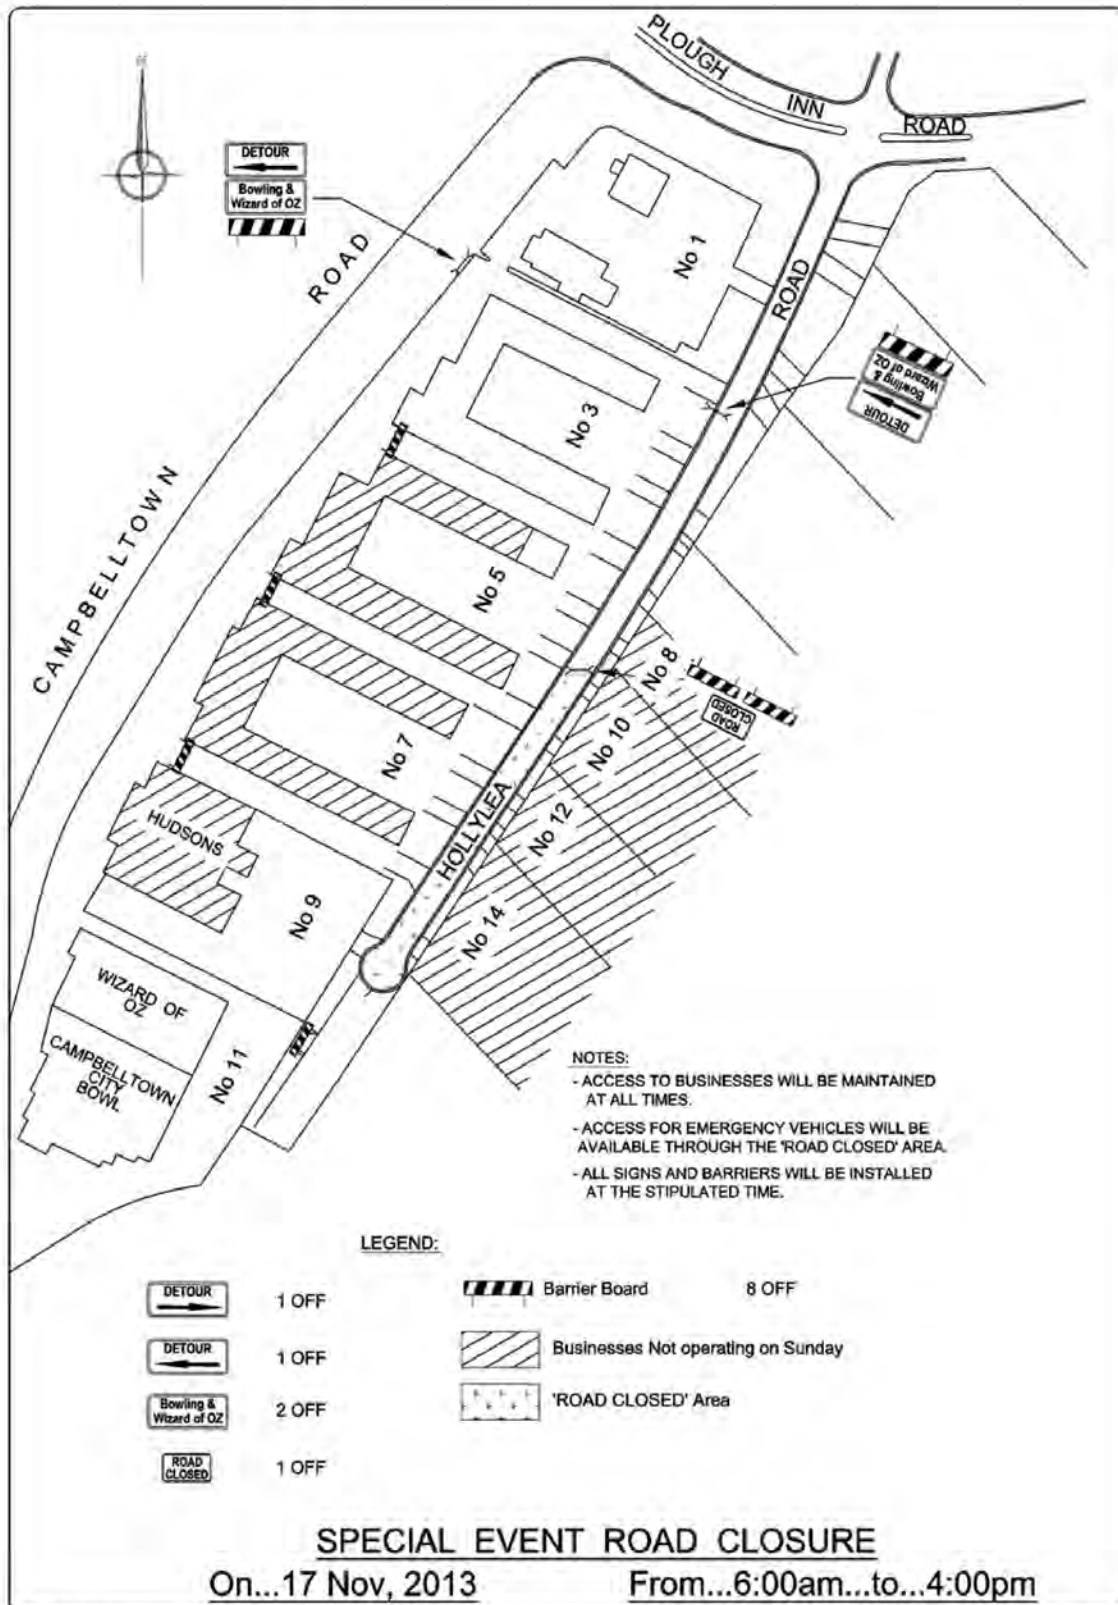 PLOUGH
INN
ROAD
N
DETOUR
Bowling &
Wizard of OZ
ROAD
No 1
ROAD
Bowling &
Wizard of OZ
DETOUR
No 3
CAMPBELLTOWN
No 5
No 8
ROAD
CLOSED
No 10
No 7
HOLLYLEA
No 12
HUDSONS
No 9
No 14
WIZARD OF
OZ
CAMPBELLTOWN
CITY
BOWL
No 11
NOTES:
- ACCESS TO BUSINESSES WILL BE MAINTAINED
AT ALL TIMES.
- ACCESS FOR EMERGENCY VEHICLES WILL BE
AVAILABLE THROUGH THE 'ROAD CLOSED' AREA.
- ALL SIGNS AND BARRIERS WILL BE INSTALLED
AT THE STIPULATED TIME.
LEGEND:
DETOUR 1 OFF
Barrier Board 8 OFF
DETOUR 1 OFF
Businesses Not operating on Sunday
Bowling &
Wizard of OZ 2 OFF
'ROAD CLOSED' Area
ROAD
CLOSED 1 OFF
SPECIAL EVENT ROAD CLOSURE
On...17 Nov, 2013 From...6:00am...to...4:00pm